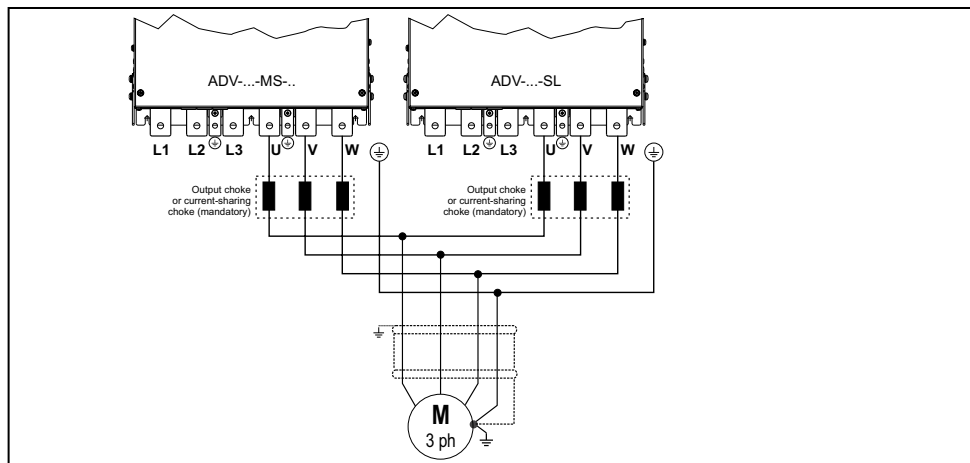 ADV-...-MS-..
ADV-...-SL
L1 L2 L3 U V W
L1 L2 L3 U V W
Output choke
or current-sharing
choke (mandatory)
Output choke
or current-sharing
choke (mandatory)
M
3 ph